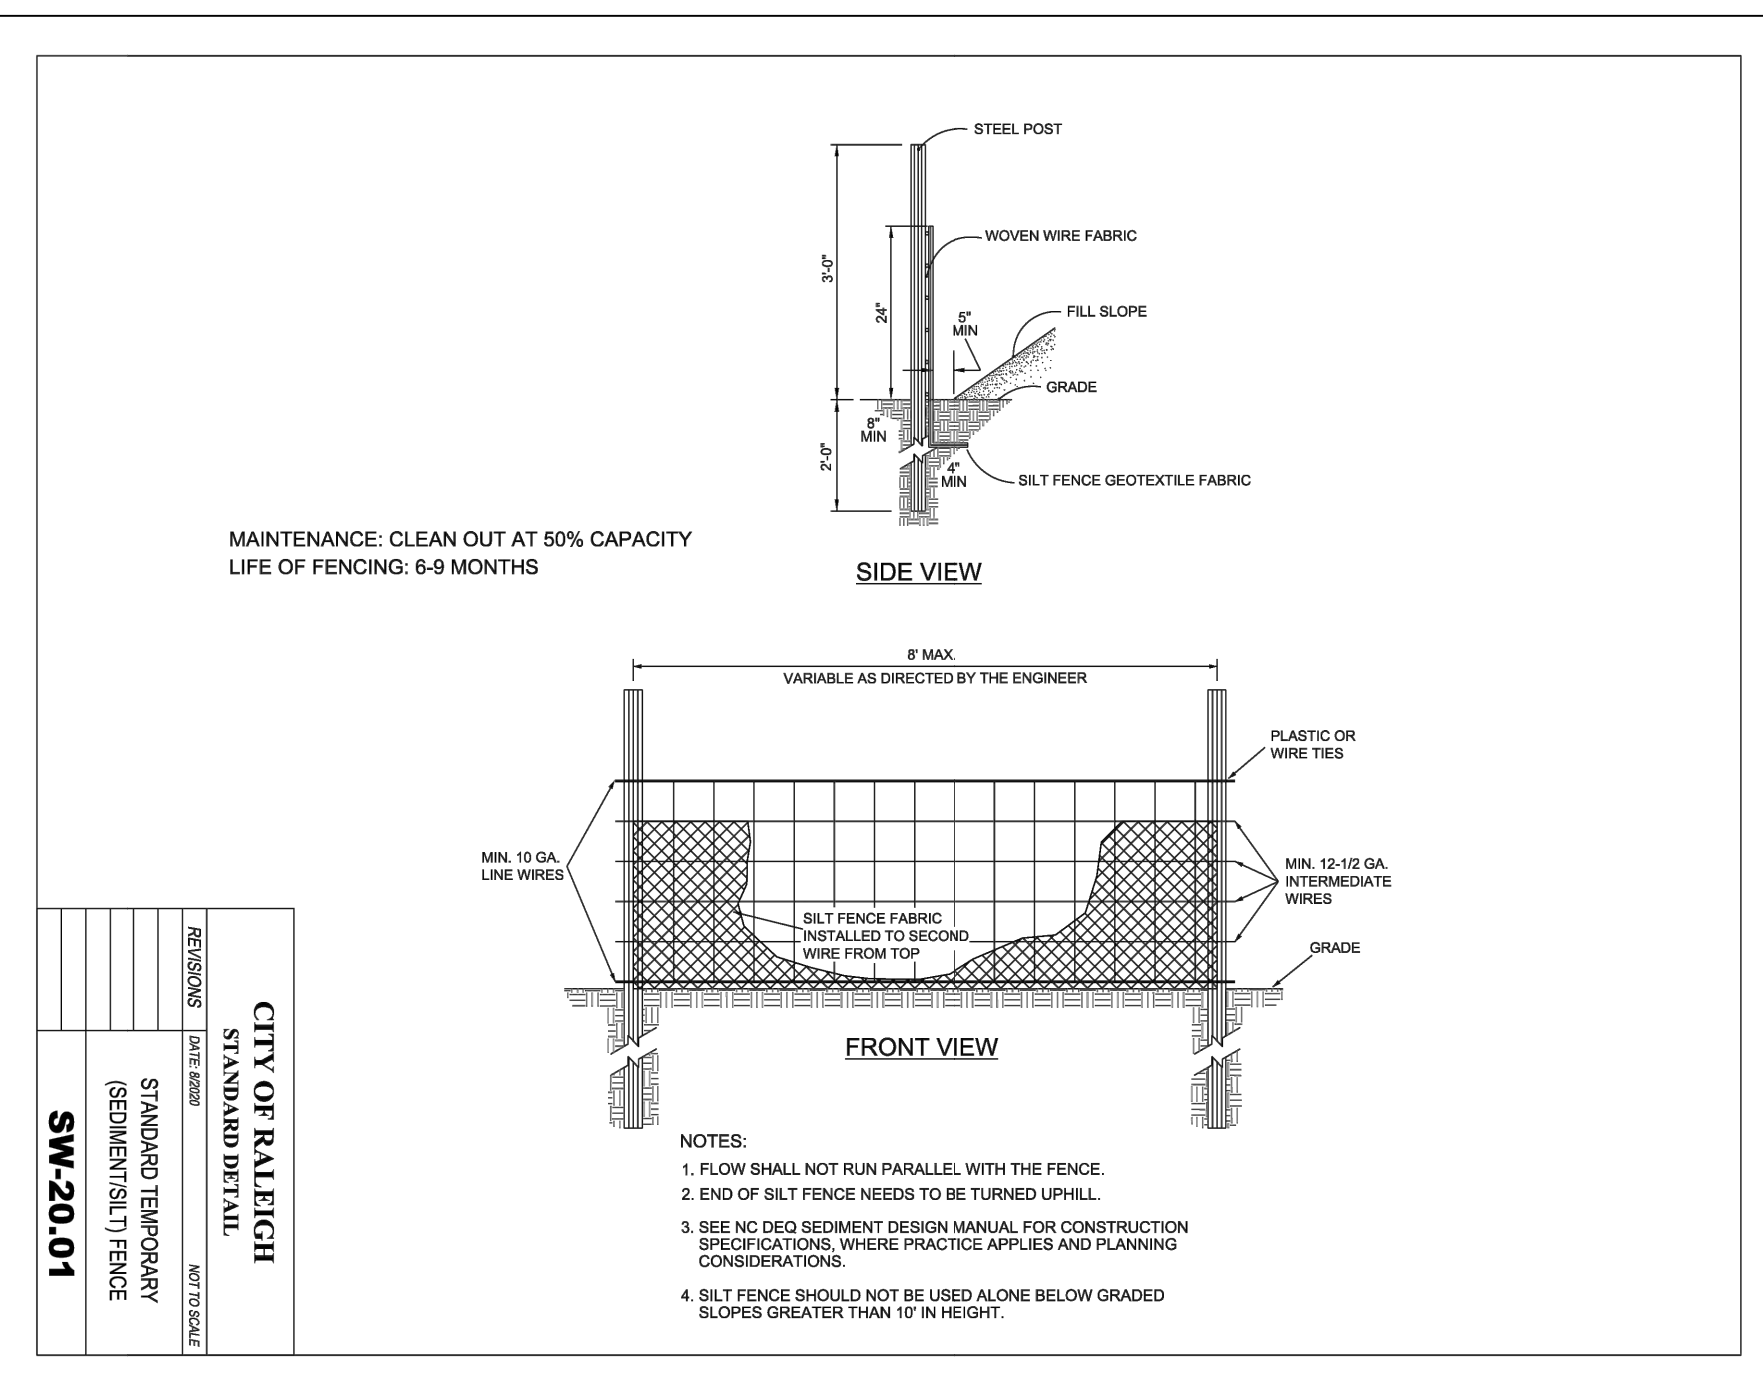 STEEL POST
WOVEN WIRE FABRIC
3'-0"
24"
5"
MIN
FILL SLOPE
GRADE
8"
MIN
2'-0"
4"
MIN
SILT FENCE GEOTEXTILE FABRIC
MAINTENANCE: CLEAN OUT AT 50% CAPACITY
LIFE OF FENCING: 6-9 MONTHS
SIDE VIEW
8' MAX.
VARIABLE AS DIRECTED BY THE ENGINEER
PLASTIC OR
WIRE TIES
MIN. 10 GA.
LINE WIRES
MIN. 12-1/2 GA.
INTERMEDIATE
WIRES
SILT FENCE FABRIC
INSTALLED TO SECOND
WIRE FROM TOP
GRADE
FRONT VIEW
NOTES:
1. FLOW SHALL NOT RUN PARALLEL WITH THE FENCE.
2. END OF SILT FENCE NEEDS TO BE TURNED UPHILL.
3. SEE NC DEQ SEDIMENT DESIGN MANUAL FOR CONSTRUCTION
SPECIFICATIONS, WHERE PRACTICE APPLIES AND PLANNING
CONSIDERATIONS.
4. SILT FENCE SHOULD NOT BE USED ALONE BELOW GRADED
SLOPES GREATER THAN 10' IN HEIGHT.
CITY OF RALEIGH
STANDARD DETAIL
REVISIONS
DATE: 8/2020
NOT TO SCALE
STANDARD TEMPORARY
(SEDIMENT/SILT) FENCE
SW-20.01